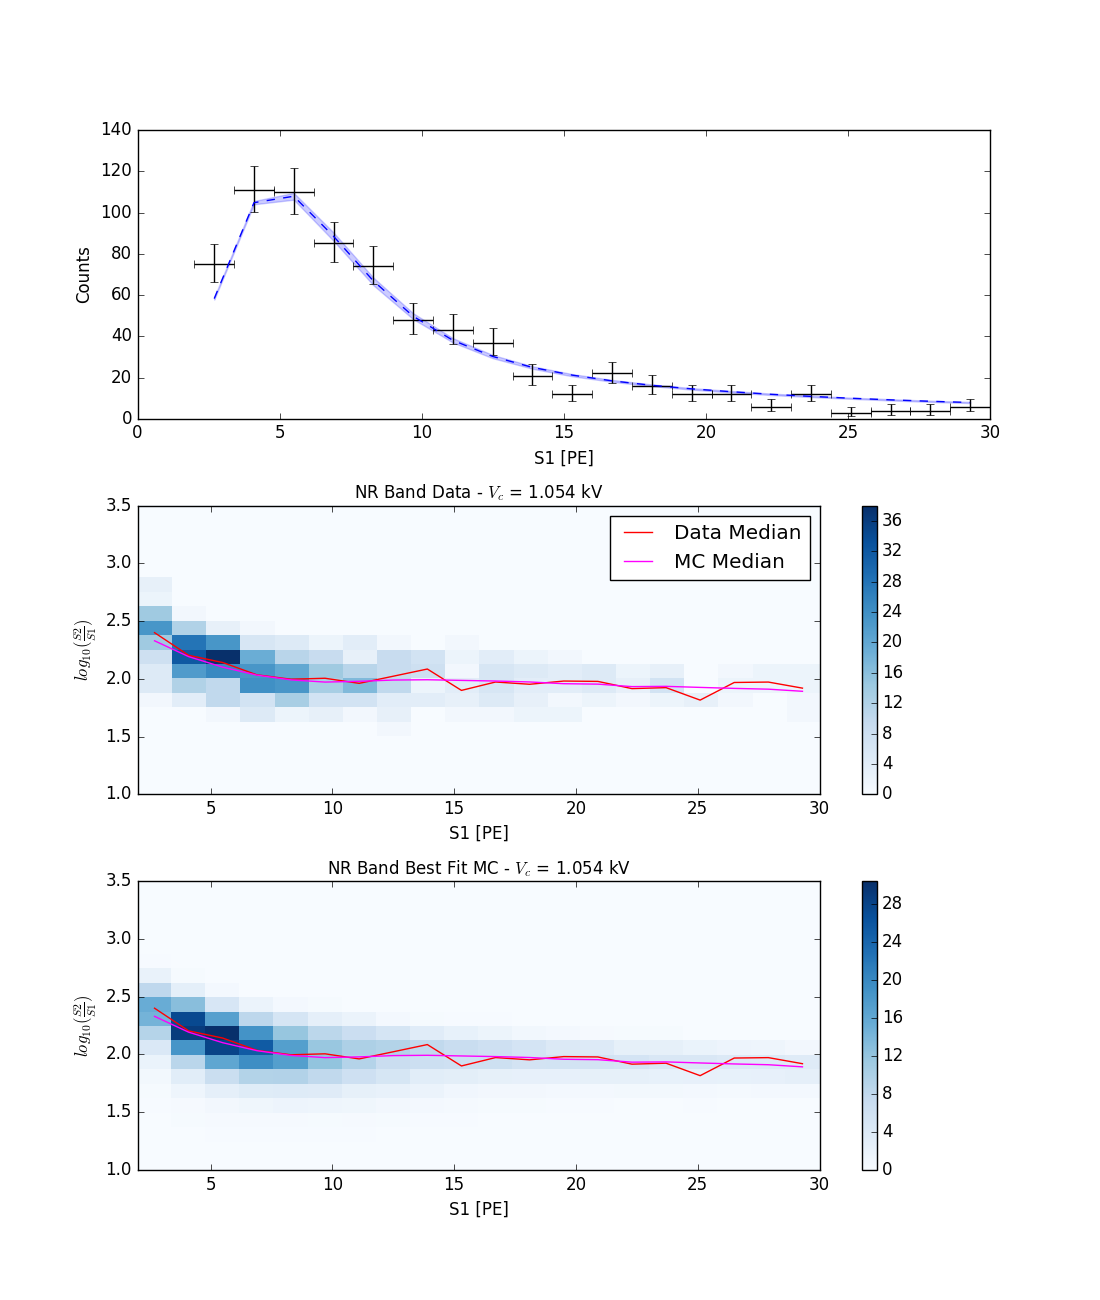 140
120
100
80
60
40
20
0
Counts
0 5 10 15 20 25 30
S1 [PE]
NR Band Data - V_c = 1.054 kV
3.5
3.0
2.5
2.0
1.5
1.0
log_10(S2/S1)
Data Median
MC Median
5 10 15 20 25 30
S1 [PE]
36
32
28
24
20
16
12
8
4
0
NR Band Best Fit MC - V_c = 1.054 kV
3.5
3.0
2.5
2.0
1.5
1.0
log_10(S2/S1)
5 10 15 20 25 30
S1 [PE]
28
24
20
16
12
8
4
0